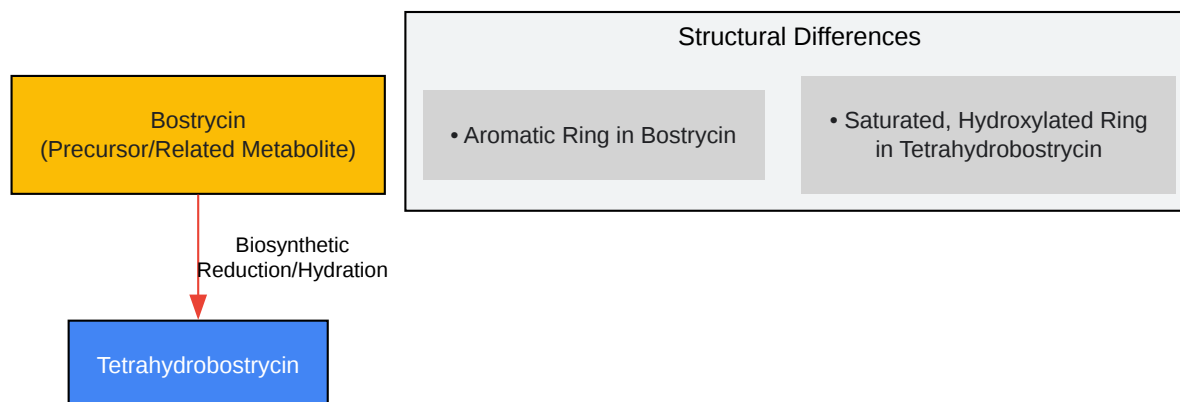 Structural Differences
Bostrycin
(Precursor/Related Metabolite)
• Aromatic Ring in Bostrycin
• Saturated, Hydroxylated Ring
in Tetrahydrobostrycin
Biosynthetic
Reduction/Hydration
Tetrahydrobostrycin